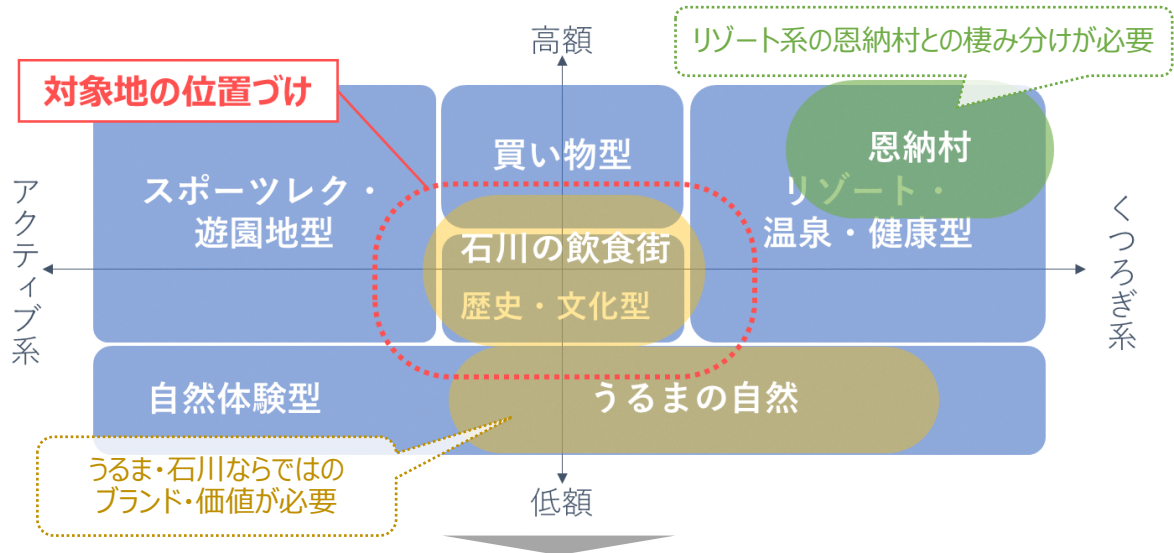 高額
リゾート系の恩納村との棲み分けが必要
対象地の位置づけ
買い物型
恩納村
スポーツレク・
遊園地型
リゾート・
温泉・健康型
アクティブ系
くつろぎ系
石川の飲食街
歴史・文化型
自然体験型
うるまの自然
うるま・石川ならではの
ブランド・価値が必要
低額